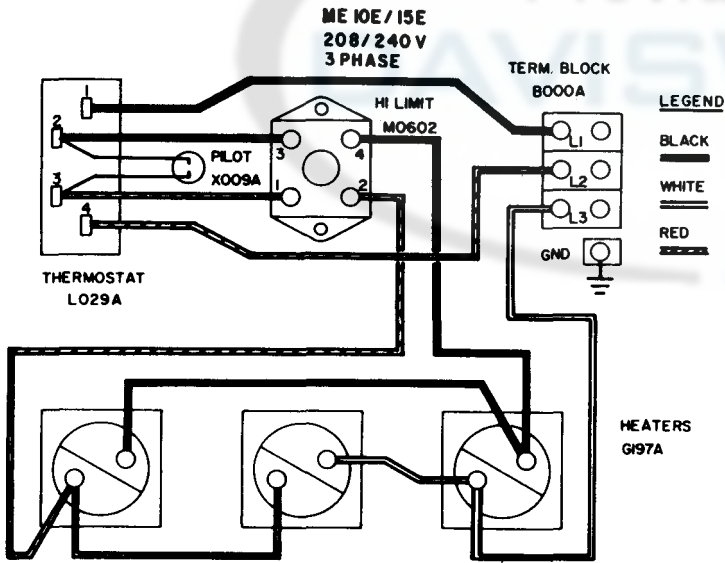 ME 10E/15E
208/240 V
3 PHASE
TERM. BLOCK
B000A
LEGEND
BLACK
WHITE
RED
HI LIMIT
M0602
PILOT
X009A
1
2
3
4
3
4
1
2
L1
L2
L3
GND
THERMOSTAT
L029A
HEATERS
G197A